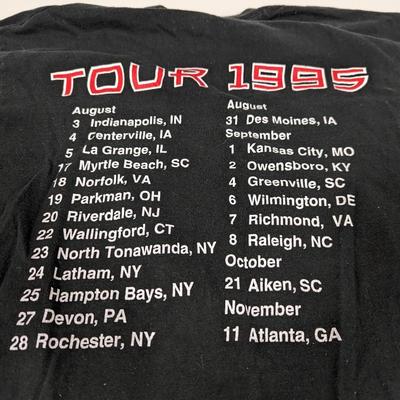 TOUR 1995
August
3 Indianapolis, IN
4 Centerville, IA
5 La Grange, IL
17 Myrtle Beach, SC
18 Norfolk, VA
19 Parkman, OH
20 Riverdale, NJ
22 Wallingford, CT
23 North Tonawanda, NY
24 Latham, NY
25 Hampton Bays, NY
27 Devon, PA
28 Rochester, NY
August
31 Des Moines, IA
September
1 Kansas City, MO
2 Owensboro, KY
4 Greenville, SC
6 Wilmington, DE
7 Richmond, VA
8 Raleigh, NC
October
21 Aiken, SC
November
11 Atlanta, GA